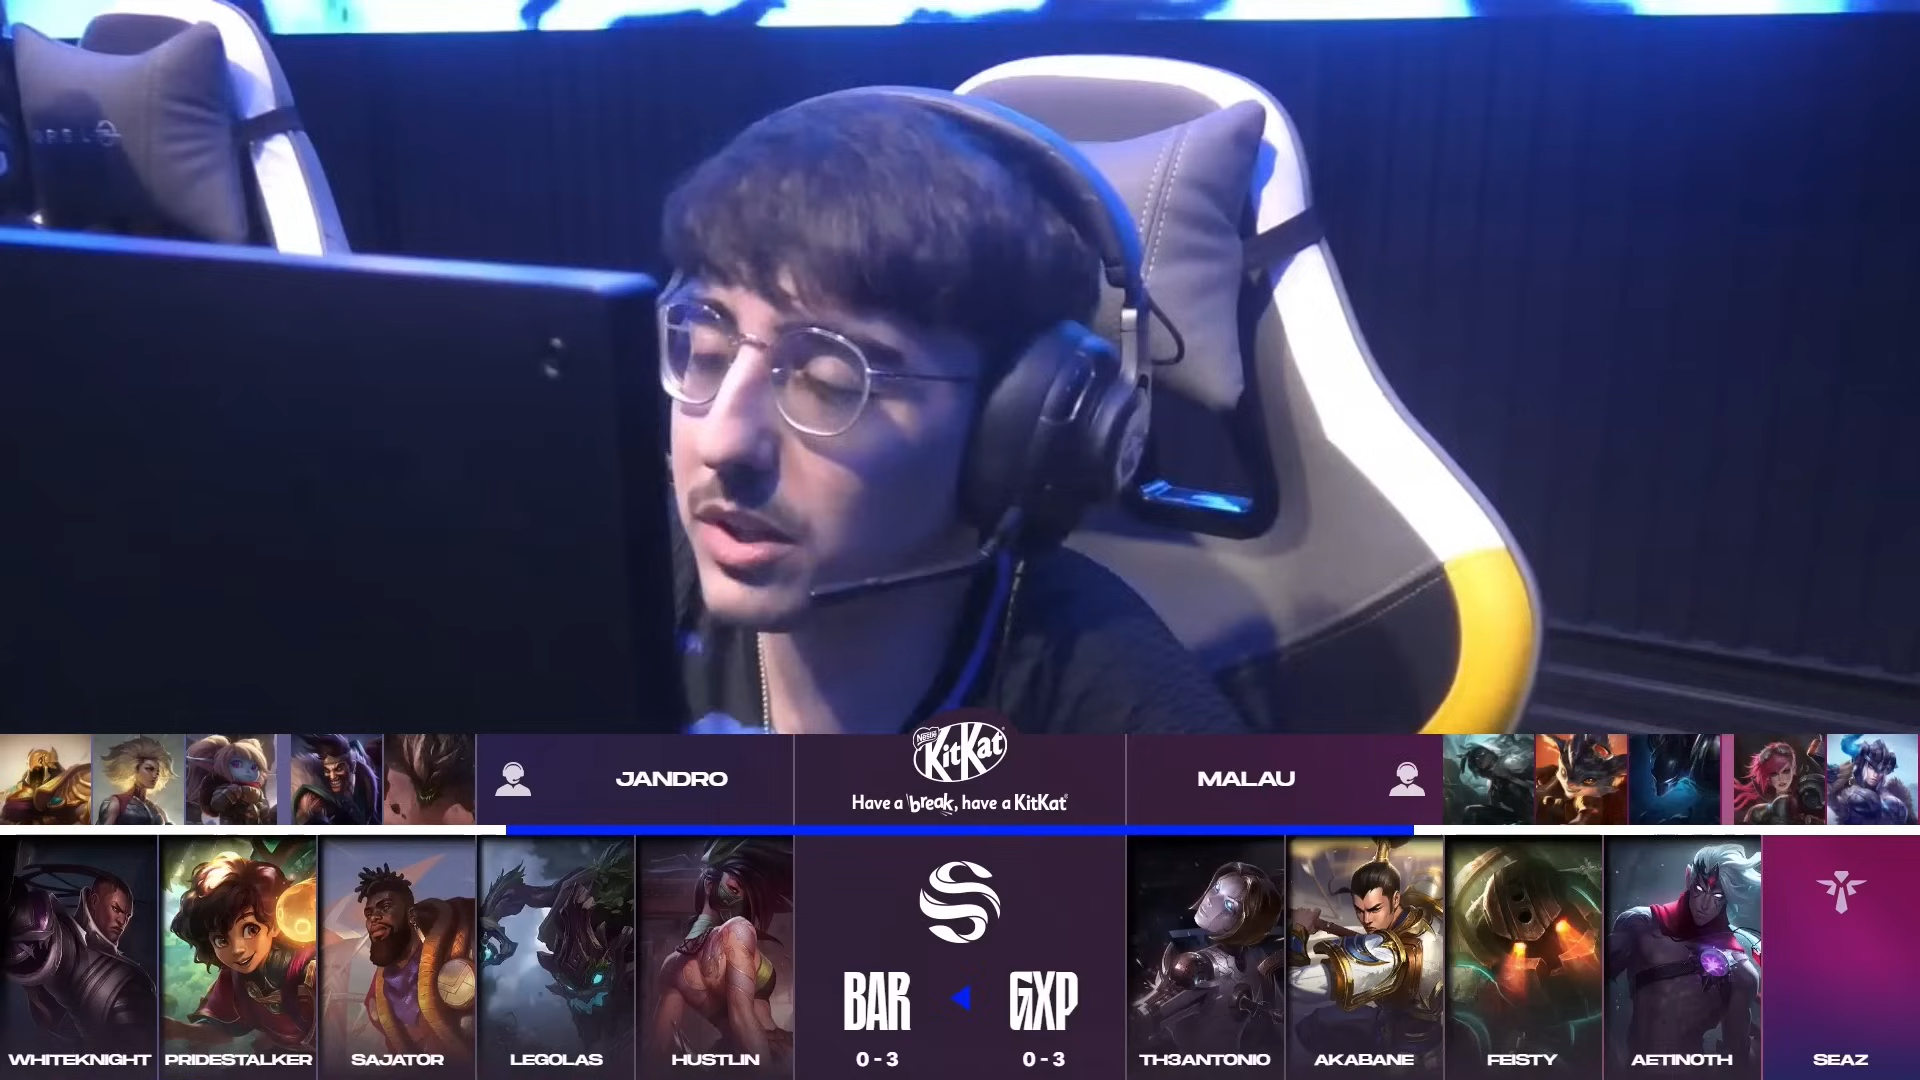 JANDRO
Nestlé
KitKat
Have a break, have a KitKat
MALAU
BAR
GXP
0 - 3
0 - 3
WHITEKNIGHT
PRIDESTALKER
SAJATOR
LEGOLAS
HUSTLIN
TH3ANTONIO
AKABANE
FEISTY
AETINOTH
SEAZ